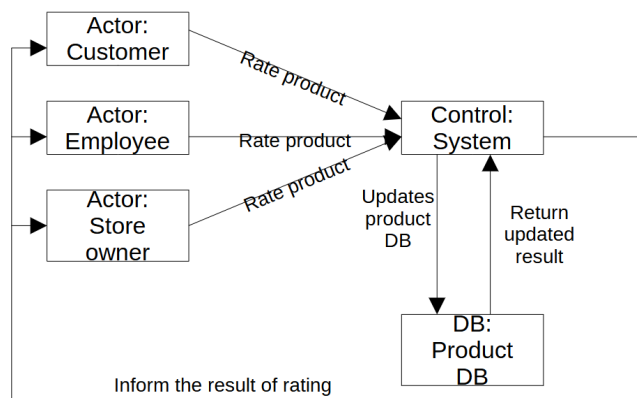 Actor:
Customer
Rate product
Actor:
Employee
Rate product
Control:
System
Actor:
Store
owner
Rate product
Updates
product
DB
Return
updated
result
DB:
Product
DB
Inform the result of rating